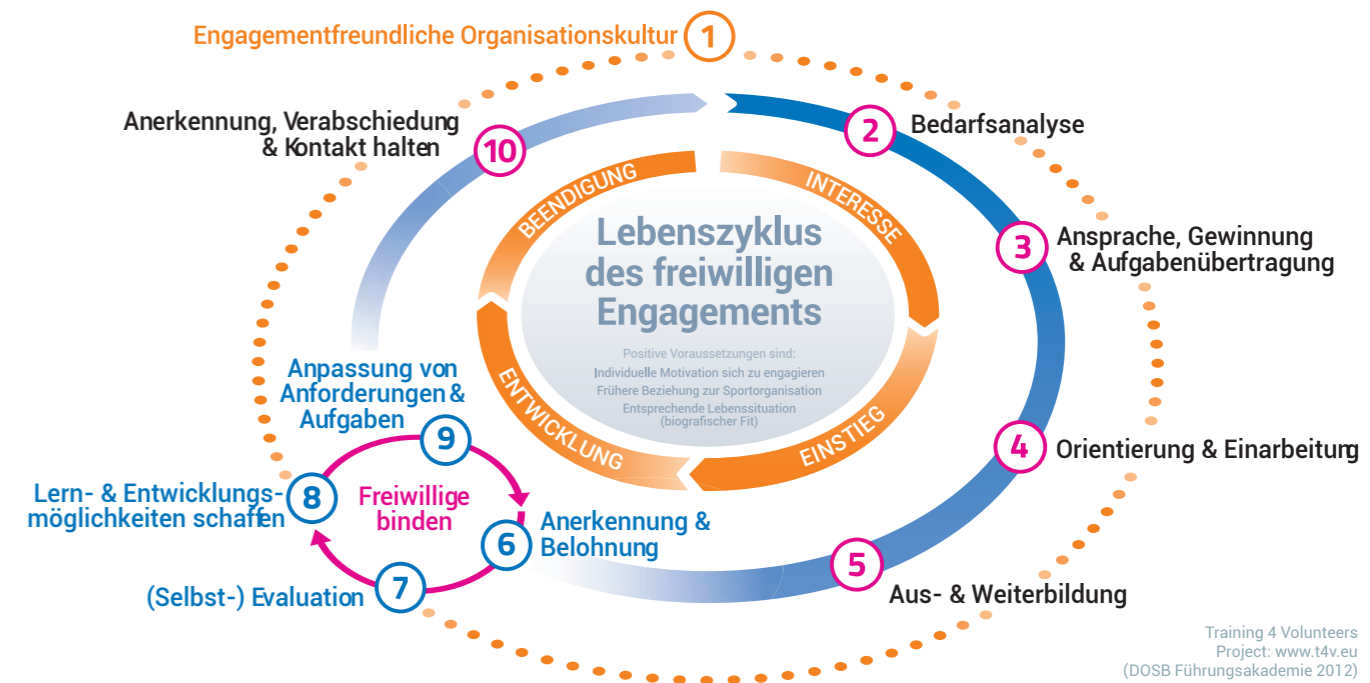 Engagementfreundliche Organisationskultur
1
Anerkennung, Verabschiedung
& Kontakt halten
10
2
Bedarfsanalyse
BEENDIGUNG
INTERESSE
Lebenszyklus
des freiwilligen
Engagements
3
Ansprache, Gewinnung
& Aufgabenübertragung
Positive Voraussetzungen sind:
Individuelle Motivation sich zu engagieren
Frühere Beziehung zur Sportorganisation
Entsprechende Lebenssituation
(biografischer Fit)
ENTWICKLUNG
EINSTIEG
Anpassung von
Anforderungen &
Aufgaben
9
4
Orientierung & Einarbeitung
Lern- & Entwicklungs-
möglichkeiten schaffen
8
Freiwillige
binden
6
Anerkennung &
Belohnung
(Selbst-) Evaluation
7
5
Aus- & Weiterbildung
Training 4 Volunteers
Project: www.t4v.eu
(DOSB Führungsakademie 2012)